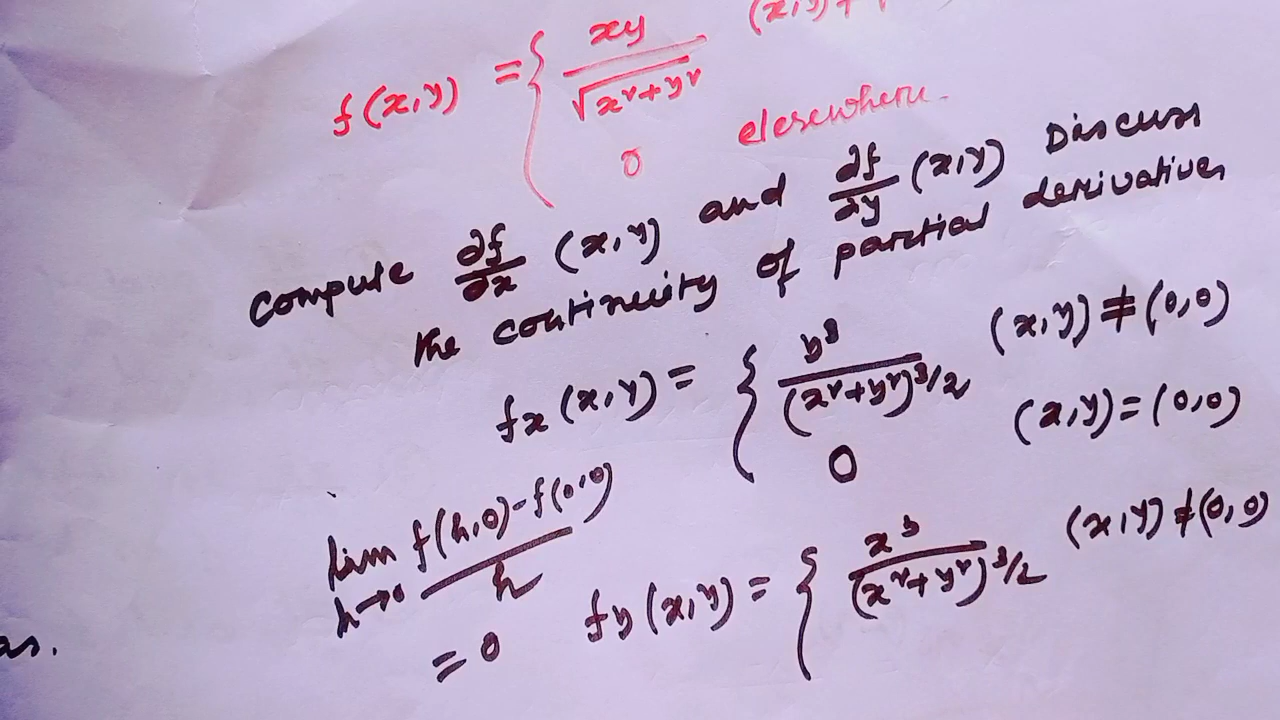 f(x,y) = { xy / √x²+y² (x,y)≠
0 elsewhere.
compute ∂f/∂x (x,y) and ∂f/∂y (x,y) Discuss
the continuity of partial derivatives
fx(x,y) = { y³ / (x²+y²)^3/2 (x,y)≠(0,0)
0 (x,y)=(0,0)
lim h→0 f(h,0)-f(0,0) / h
= 0
fy(x,y) = { x³ / (x²+y²)^3/2 (x,y)≠(0,0)